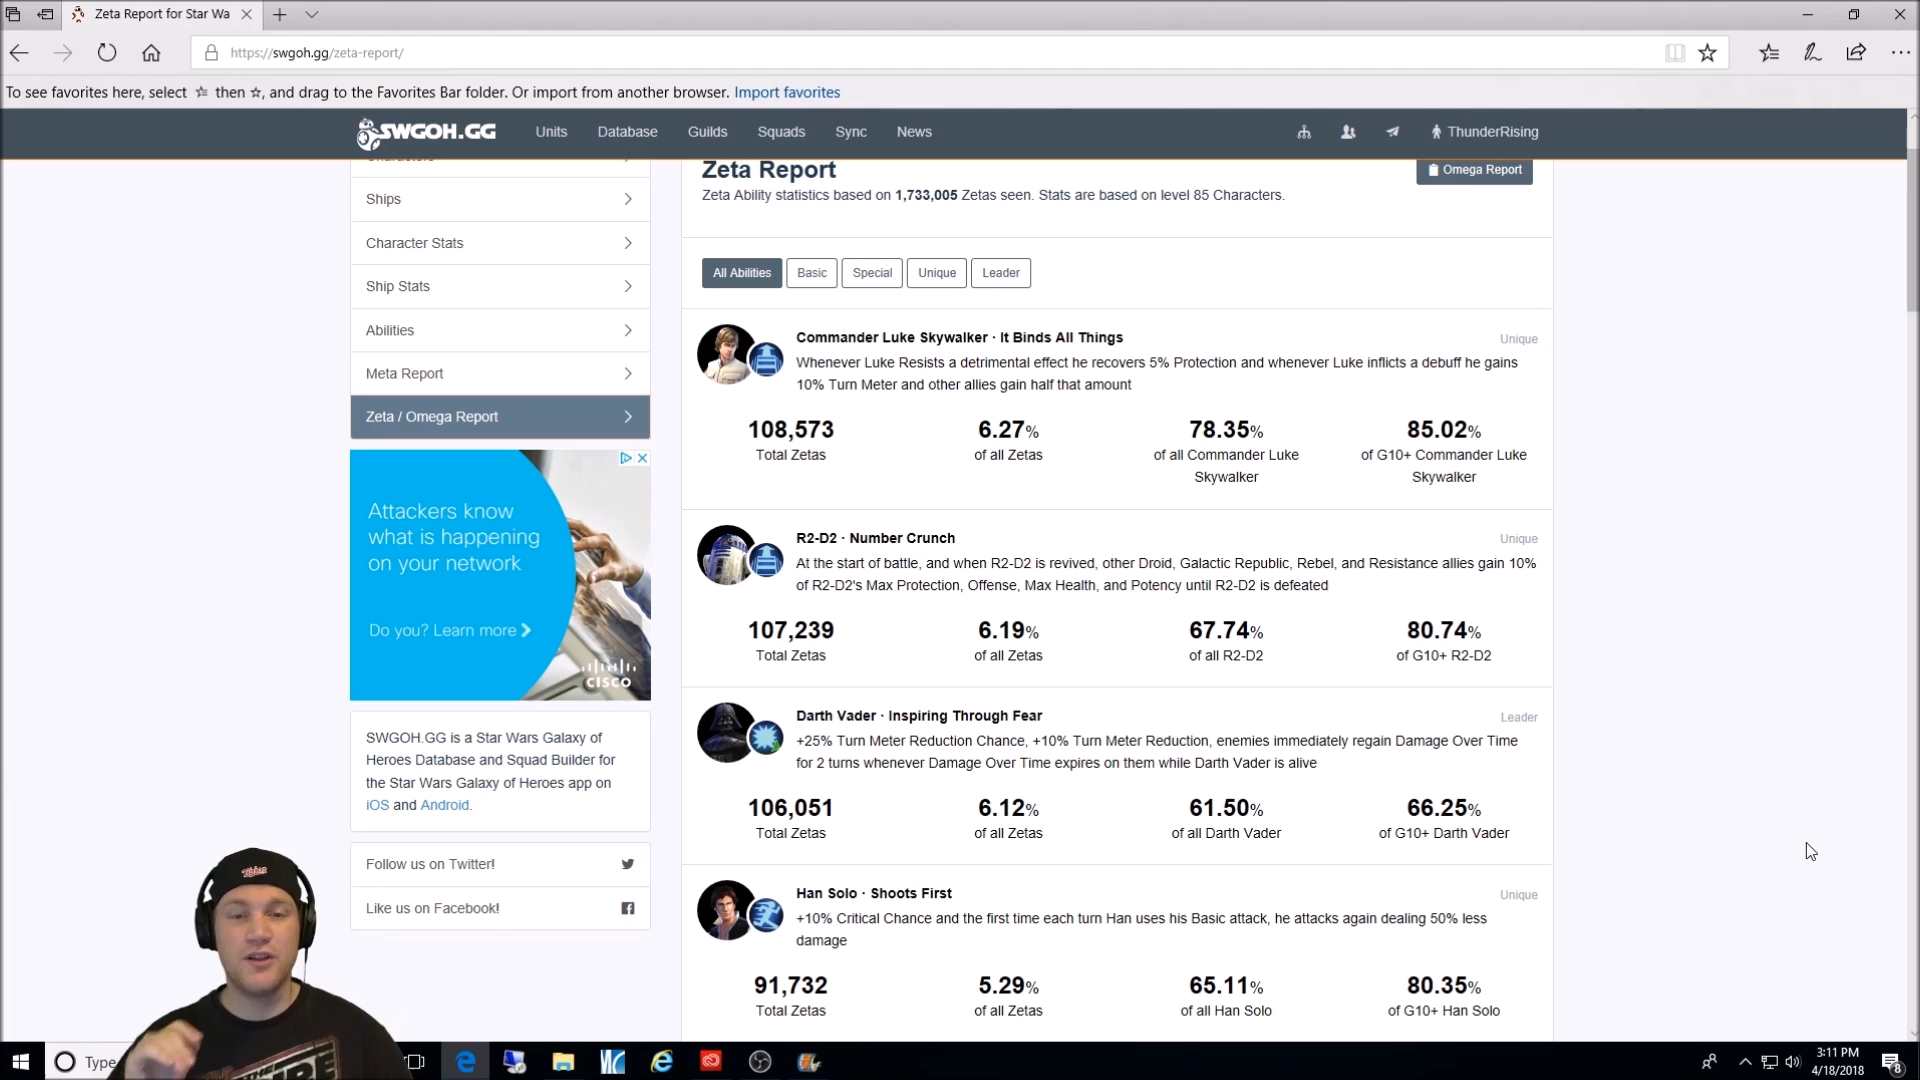 Zeta Report for Star Wa
https://swgoh.gg/zeta-report/
To see favorites here, select then , and drag to the Favorites Bar folder. Or import from another browser. Import favorites
SWGOH.GG
Units
Database
Guilds
Squads
Sync
News
ThunderRising
Characters
Ships
Character Stats
Ship Stats
Abilities
Meta Report
Zeta / Omega Report
Attackers know
what is happening
on your network
Do you? Learn more
CISCO
SWGOH.GG is a Star Wars Galaxy of
Heroes Database and Squad Builder for
the Star Wars Galaxy of Heroes app on
iOS and Android.
Follow us on Twitter!
Like us on Facebook!
Zeta Report
Omega Report
Zeta Ability statistics based on 1,733,005 Zetas seen. Stats are based on level 85 Characters.
All Abilities
Basic
Special
Unique
Leader
Commander Luke Skywalker · It Binds All Things
Unique
Whenever Luke Resists a detrimental effect he recovers 5% Protection and whenever Luke inflicts a debuff he gains
10% Turn Meter and other allies gain half that amount
108,573
Total Zetas
6.27%
of all Zetas
78.35%
of all Commander Luke
Skywalker
85.02%
of G10+ Commander Luke
Skywalker
R2-D2 · Number Crunch
Unique
At the start of battle, and when R2-D2 is revived, other Droid, Galactic Republic, Rebel, and Resistance allies gain 10%
of R2-D2's Max Protection, Offense, Max Health, and Potency until R2-D2 is defeated
107,239
Total Zetas
6.19%
of all Zetas
67.74%
of all R2-D2
80.74%
of G10+ R2-D2
Darth Vader · Inspiring Through Fear
Leader
+25% Turn Meter Reduction Chance, +10% Turn Meter Reduction, enemies immediately regain Damage Over Time
for 2 turns whenever Damage Over Time expires on them while Darth Vader is alive
106,051
Total Zetas
6.12%
of all Zetas
61.50%
of all Darth Vader
66.25%
of G10+ Darth Vader
Han Solo · Shoots First
Unique
+10% Critical Chance and the first time each turn Han uses his Basic attack, he attacks again dealing 50% less
damage
91,732
Total Zetas
5.29%
of all Zetas
65.11%
of all Han Solo
80.35%
of G10+ Han Solo
Type
3:11 PM
4/18/2018
8